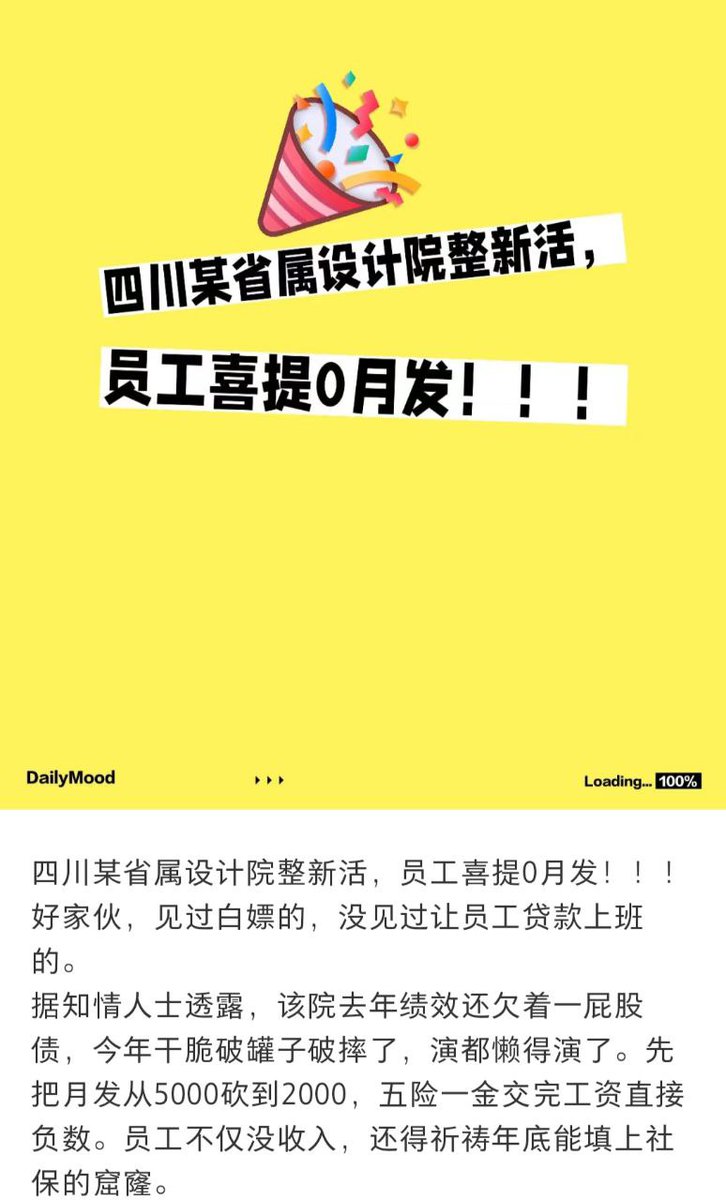 四川某省属设计院整新活，
员工喜提0月发！！！
DailyMood
Loading... 100%
四川某省属设计院整新活，员工喜提0月发！！！
好家伙，见过白嫖的，没见过让员工贷款上班
的。
据知情人士透露，该院去年绩效还欠着一屁股
债，今年干脆破罐子破摔了，演都懒得演了。先
把月发从5000砍到2000，五险一金交完工资直接
负数。员工不仅没收入，还得祈祷年底能填上社
保的窟窿。